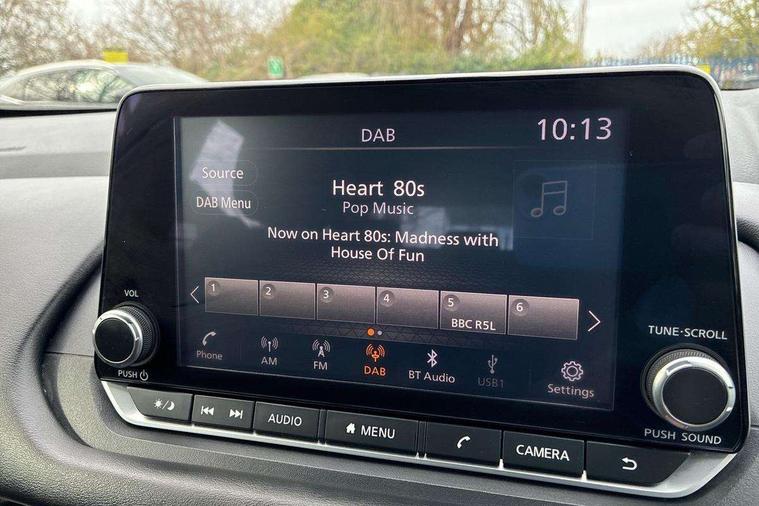 DAB
10:13
Source
DAB Menu
Heart 80s
Pop Music
Now on Heart 80s: Madness with
House Of Fun
1
2
3
4
5
BBC R5L
6
Phone
AM
FM
DAB
BT Audio
USB1
Settings
VOL
PUSH
TUNE·SCROLL
PUSH SOUND
AUDIO
MENU
CAMERA